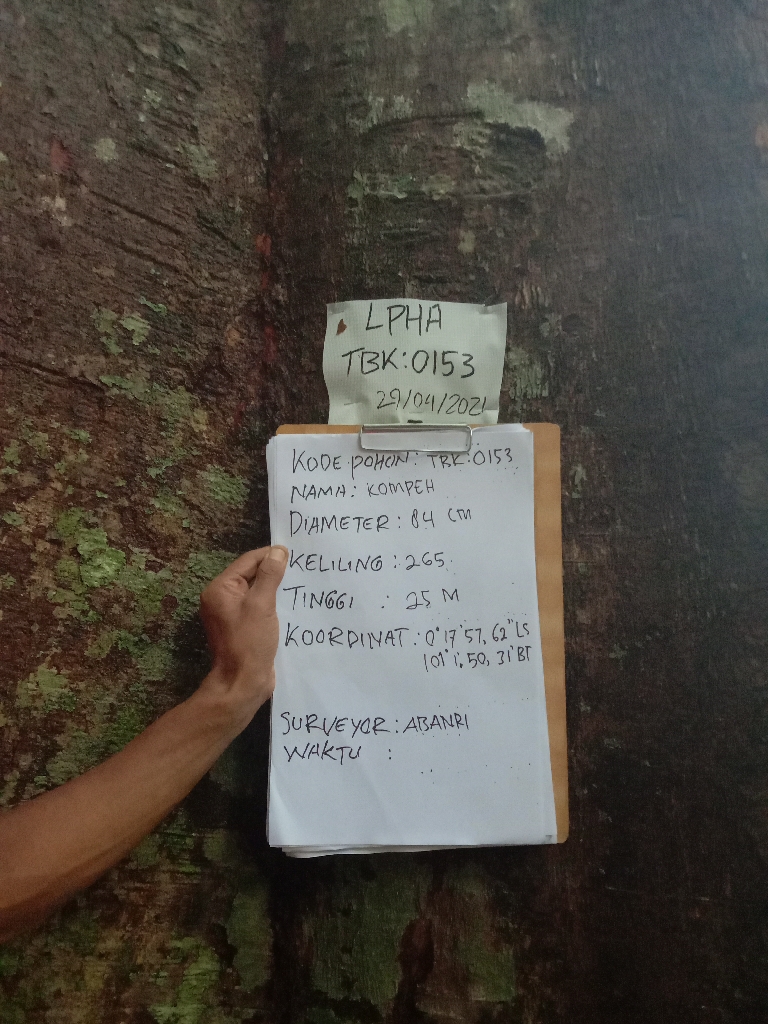 LPHA
TBK:0153
29/04/2021
KODE POHON: TBK:0153
NAMA: KOMPEH
DIAMETER: 84 CM
KELILING: 265
TINGGI : 25 M
KOORDINAT: 0°17'57,62"LS
101°1'50,31'BT
SURVEYOR: ABANRI
WAKTU :